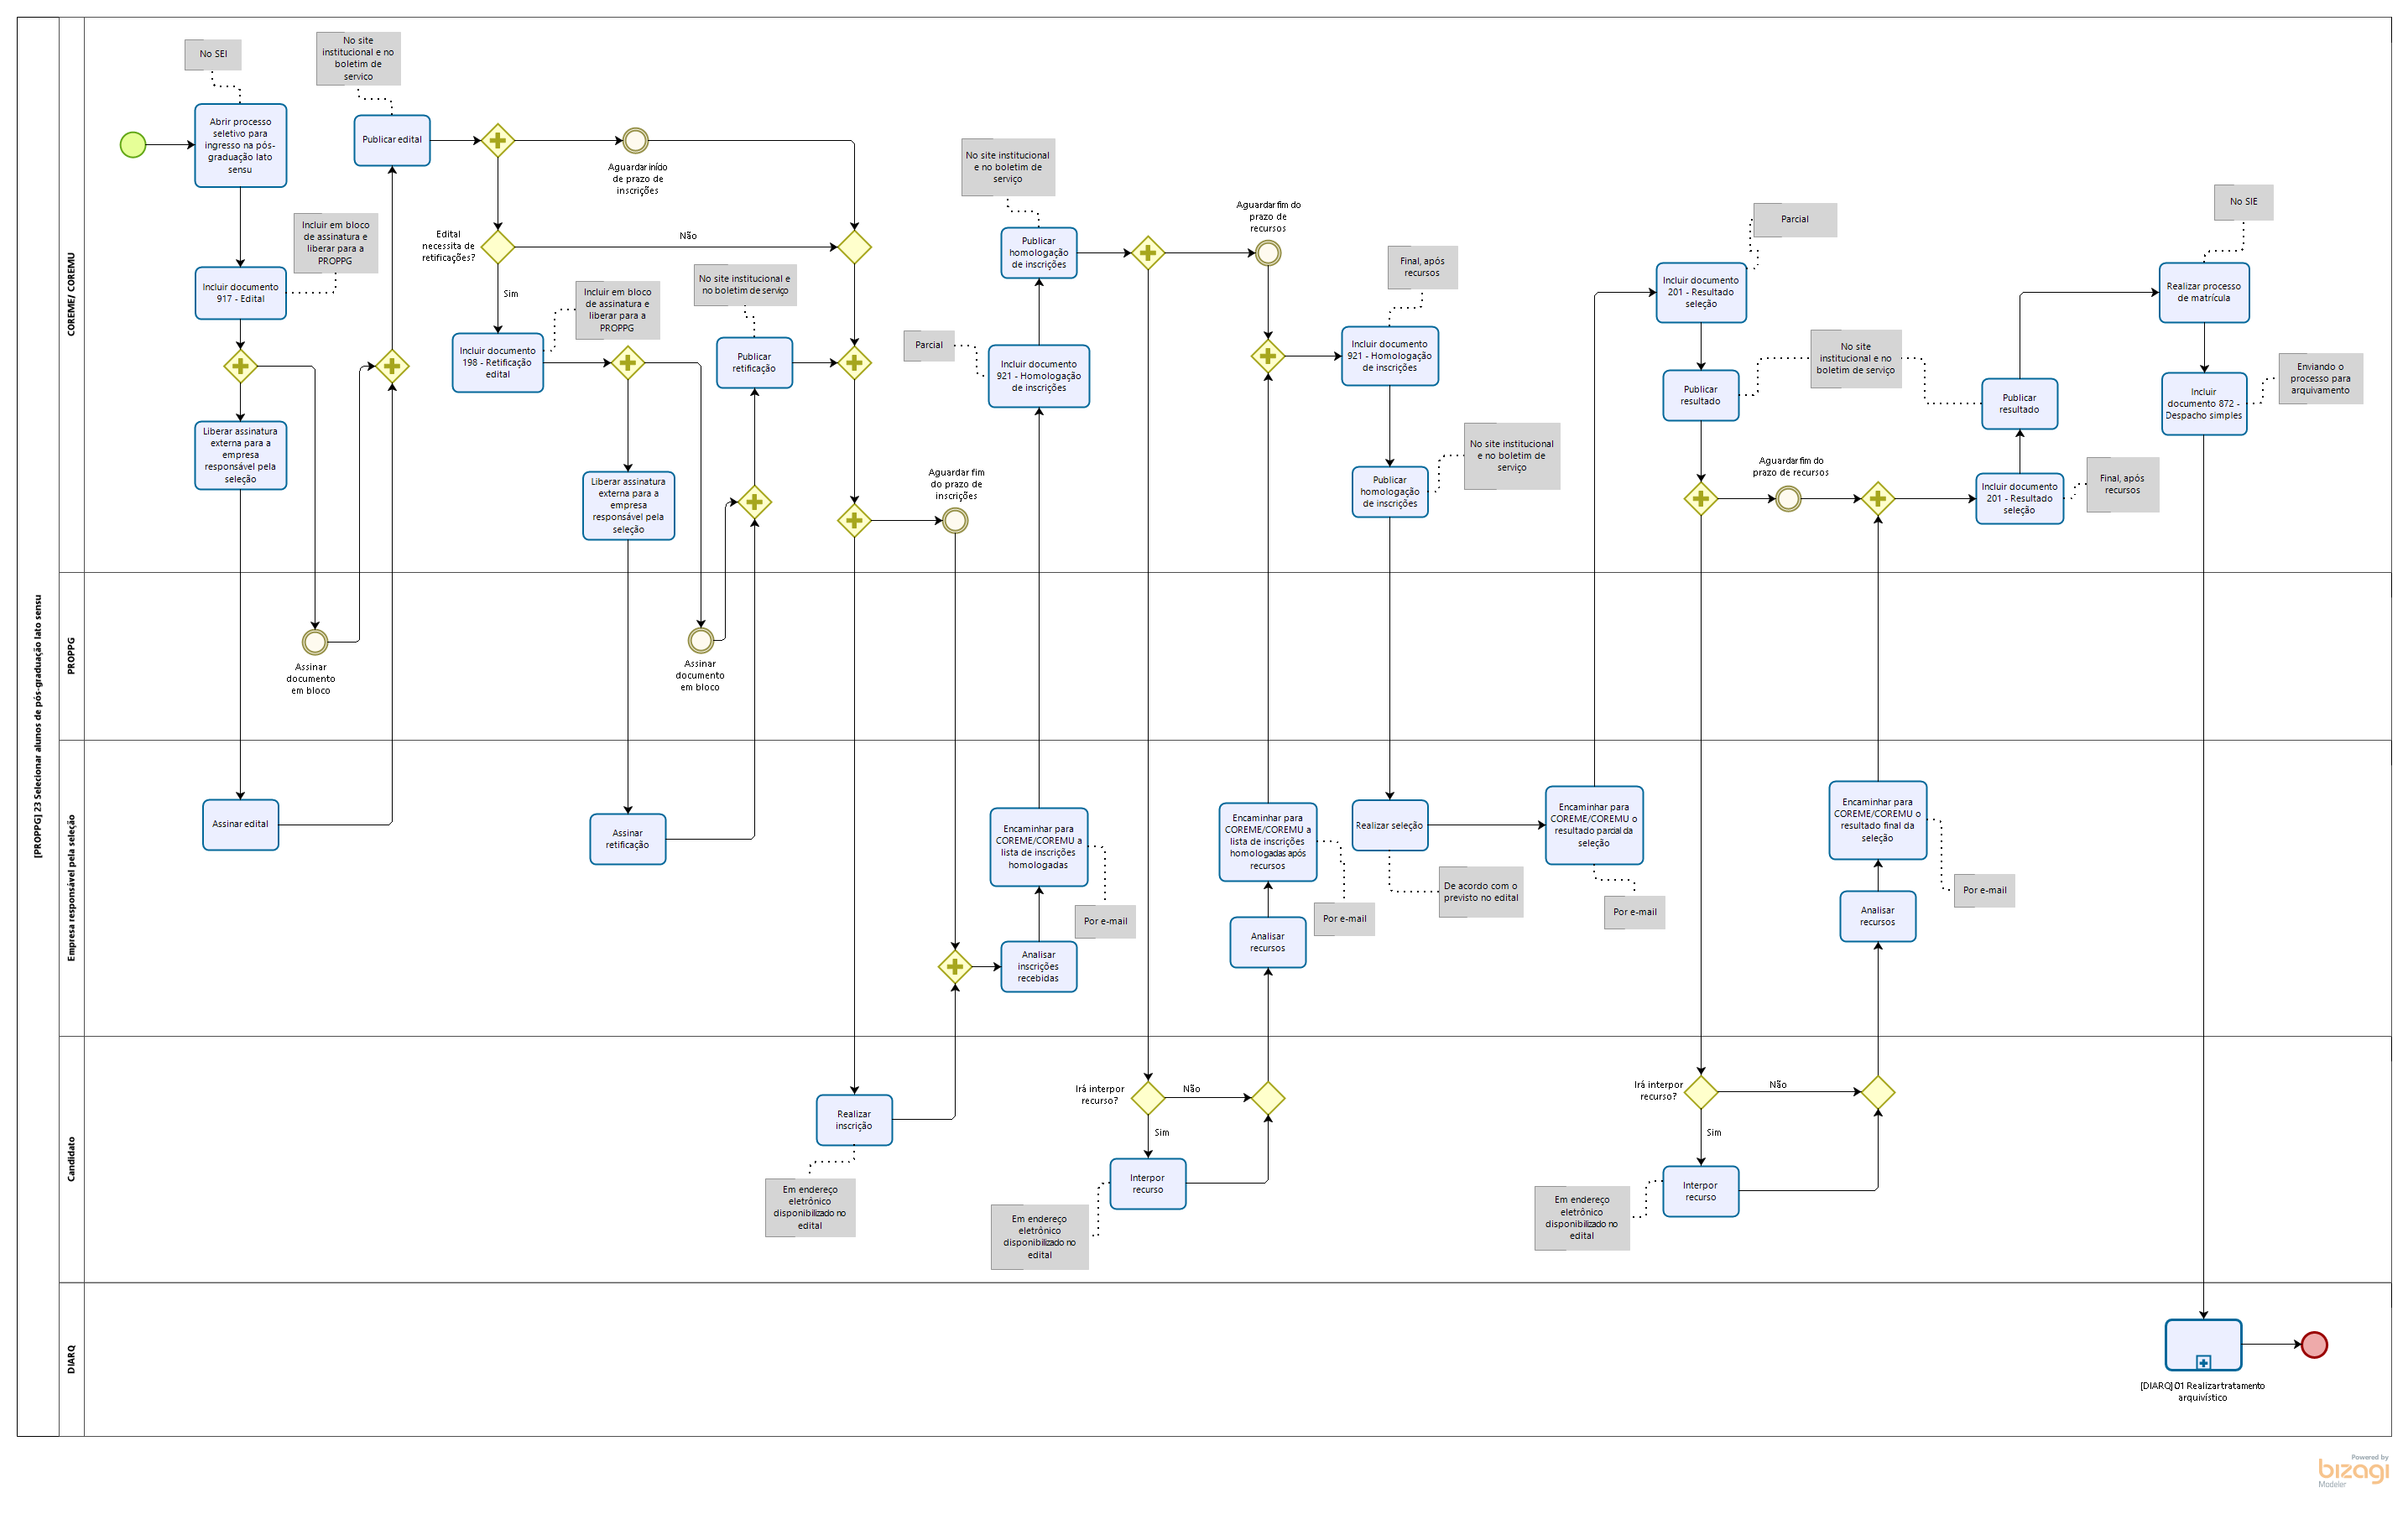 [PROPPG] 23 Selecionar alunos de pós-graduação lato sensu
COREME/ COREMU
No SEI
Abrir processo
seletivo para
ingresso na pós-
graduação lato
sensu
Incluir em bloco
de assinatura e
liberar para a
PROPPG
Incluir documento
917 - Edital
Liberar assinatura
externa para a
empresa
responsável pela
seleção
No site
institucional e no
boletim de
servico
Publicar edital
Aguardar início
de prazo de
inscrições
Edital
necessita de
retificações?
Não
Sim
Incluir documento
198 - Retificação
edital
Incluir em bloco
de assinatura e
liberar para a
PROPPG
Liberar assinatura
externa para a
empresa
responsável pela
seleção
No site institucional e
no boletim de serviço
Publicar
retificação
Aguardar fim
do prazo de
inscrições
No site institucional
e no boletim de
serviço
Publicar
homologação
de inscrições
Parcial
Incluir documento
921 - Homologação
de inscrições
Aguardar fim do
prazo de
recursos
Final, após
recursos
Incluir documento
921 - Homologação
de inscrições
No site institucional
e no boletim de
serviço
Publicar
homologação
de inscrições
Parcial
Incluir documento
201 - Resultado
seleção
Publicar
resultado
No site
institucional e no
boletim de serviço
Aguardar fim do
prazo de recursos
Publicar
resultado
Incluir documento
201 - Resultado
seleção
Final, após
recursos
No SIE
Realizar processo
de matrícula
Enviando o
processo para
arquivamento
Incluir
documento 872 -
Despacho simples
PROPPG
Assinar
documento
em bloco
Assinar
documento
em bloco
Empresa responsável pela seleção
Assinar edital
Assinar
retificação
Encaminhar para
COREME/COREMU a
lista de inscrições
homologadas
Por e-mail
Analisar
inscrições
recebidas
Encaminhar para
COREME/COREMU a
lista de inscrições
homologadas após
recursos
Por e-mail
Analisar
recursos
Realizar seleção
De acordo com o
previsto no edital
Encaminhar para
COREME/COREMU o
resultado parcial da
seleção
Por e-mail
Encaminhar para
COREME/COREMU o
resultado final da
seleção
Por e-mail
Analisar
recursos
Candidato
Realizar
inscrição
Em endereço
eletrônico
disponibilizado no
edital
Irá interpor
recurso?
Não
Sim
Interpor
recurso
Em endereço
eletrônico
disponibilizado no
edital
Irá interpor
recurso?
Não
Sim
Interpor
recurso
Em endereço
eletrônico
disponibilizado no
edital
DIARQ
[DIARQ] 01 Realizar tratamento
arquivístico
Powered by
bizagi
Modeler